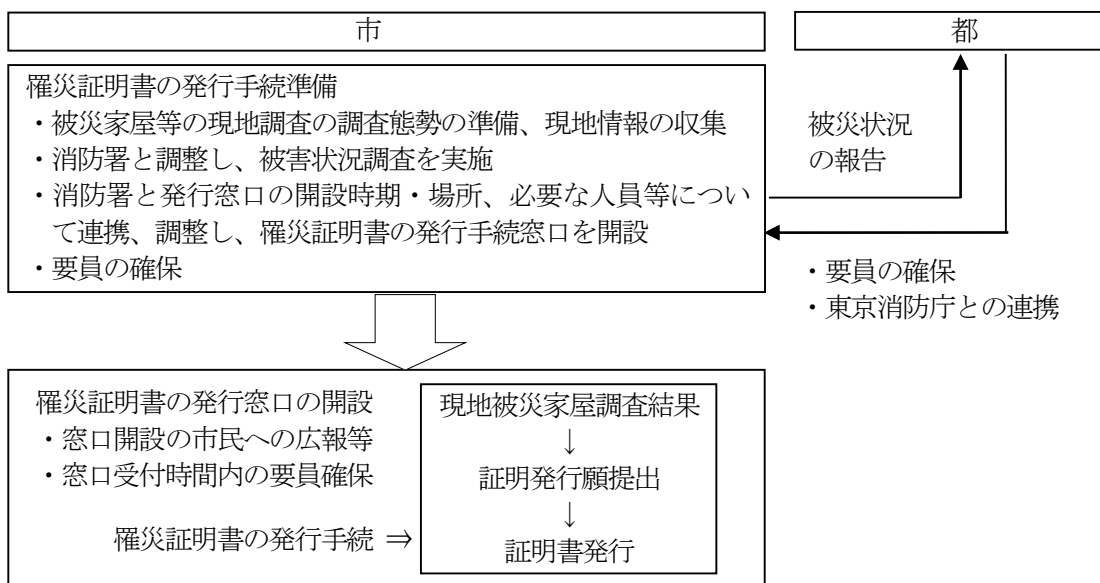 市
都
罹災証明書の発行手続準備
・被災家屋等の現地調査の調査態勢の準備、現地情報の収集
・消防署と調整し、被害状況調査を実施
・消防署と発行窓口の開設時期・場所、必要な人員等につい
て連携、調整し、罹災証明書の発行手続窓口を開設
・要員の確保
被災状況
の報告
・要員の確保
・東京消防庁との連携
罹災証明書の発行窓口の開設
・窓口開設の市民への広報等
・窓口受付時間内の要員確保
罹災証明書の発行手続 ⇒
現地被災家屋調査結果
↓
証明発行願提出
↓
証明書発行